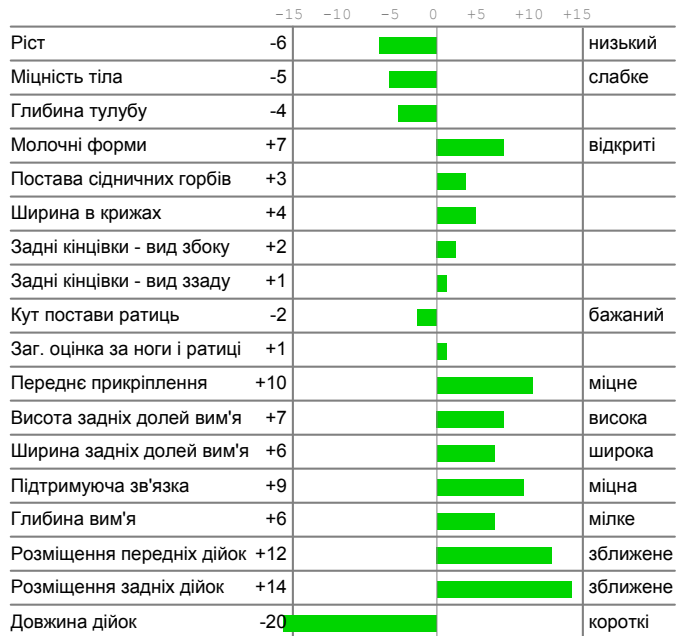 -15 -10 -5 0 +5 +10 +15
Ріст -6 низький
Міцність тіла -5 слабке
Глибина тулубу -4
Молочні форми +7 відкриті
Постава сідничних горбів +3
Ширина в крижах +4
Задні кінцівки - вид збоку +2
Задні кінцівки - вид ззаду +1
Кут постави ратиць -2 бажаний
Заг. оцінка за ноги і ратиці +1
Переднє прикріплення +10 міцне
Висота задніх долей вим'я +7 висока
Ширина задніх долей вим'я +6 широка
Підтримуюча зв'язка +9 міцна
Глибина вим'я +6 мілке
Розміщення передніх дійок +12 зближене
Розміщення задніх дійок +14 зближене
Довжина дійок -20 короткі